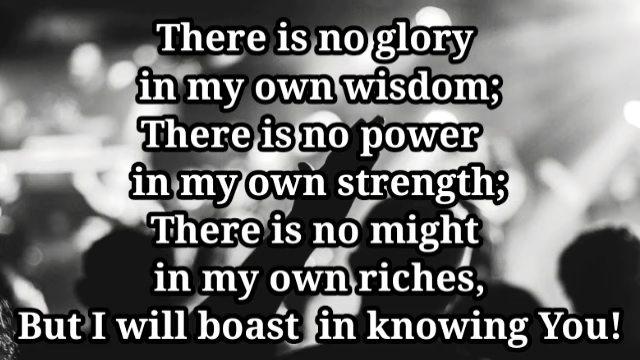 There is no glory
in my own wisdom;
There is no power
in my own strength;
There is no might
in my own riches,
But I will boast  in knowing You!